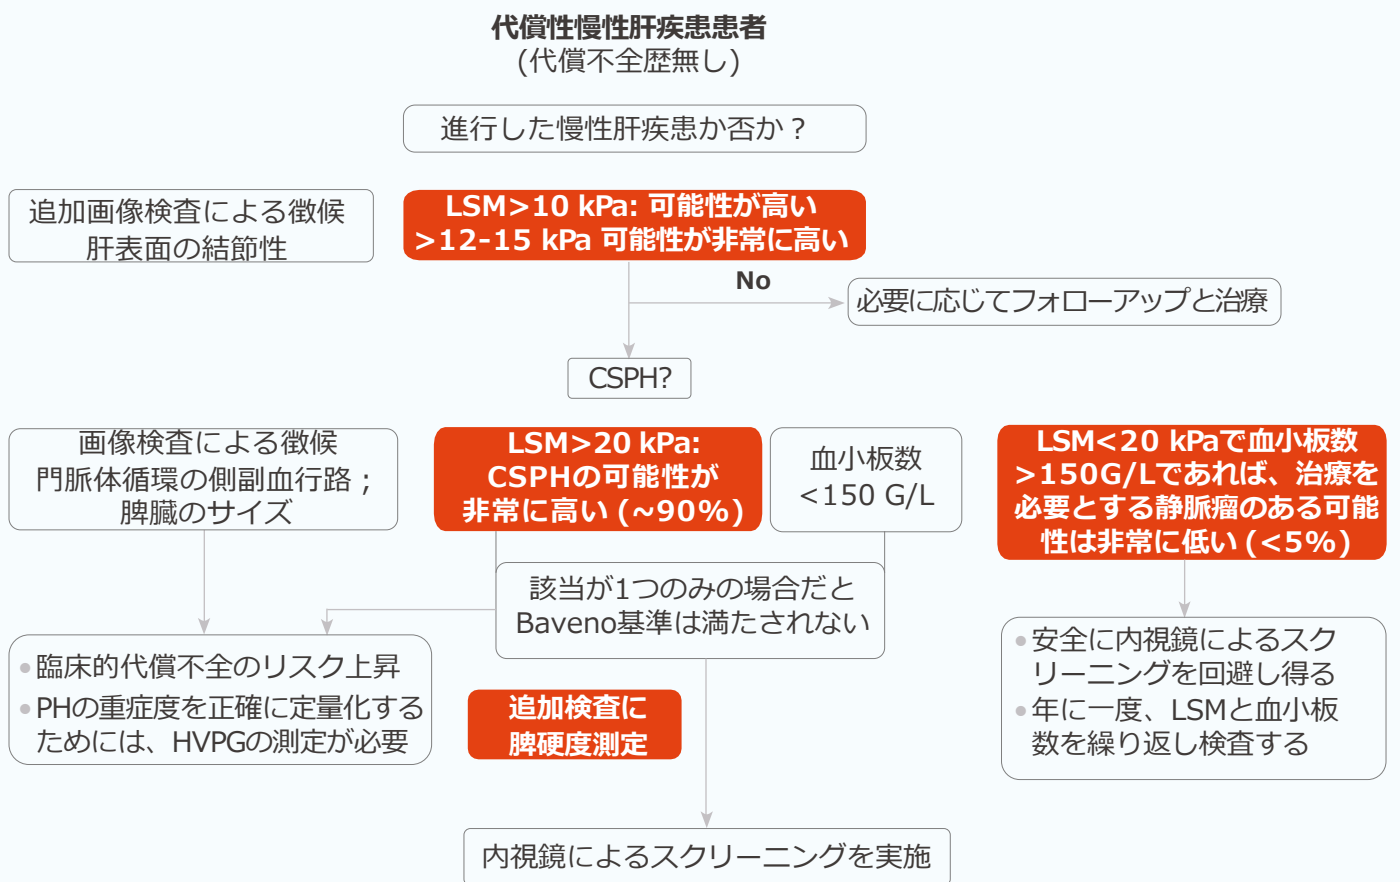 代償性慢性肝疾患患者
(代償不全歴無し)
進行した慢性肝疾患か否か？
追加画像検査による徴候
肝表面の結節性
LSM>10 kPa: 可能性が高い
>12-15 kPa 可能性が非常に高い
No
必要に応じてフォローアップと治療
CSPH?
画像検査による徴候
門脈体循環の側副血行路；
脾臓のサイズ
LSM>20 kPa:
CSPHの可能性が
非常に高い (~90%)
血小板数
<150 G/L
LSM<20 kPaで血小板数
>150G/Lであれば、治療を
必要とする静脈瘤のある可能
性は非常に低い (<5%)
該当が1つのみの場合だと
Baveno基準は満たされない
•臨床的代償不全のリスク上昇
•PHの重症度を正確に定量化する
ためには、HVPGの測定が必要
追加検査に
脾硬度測定
•安全に内視鏡によるスク
リーニングを回避し得る
•年に一度、LSMと血小板
数を繰り返し検査する
内視鏡によるスクリーニングを実施